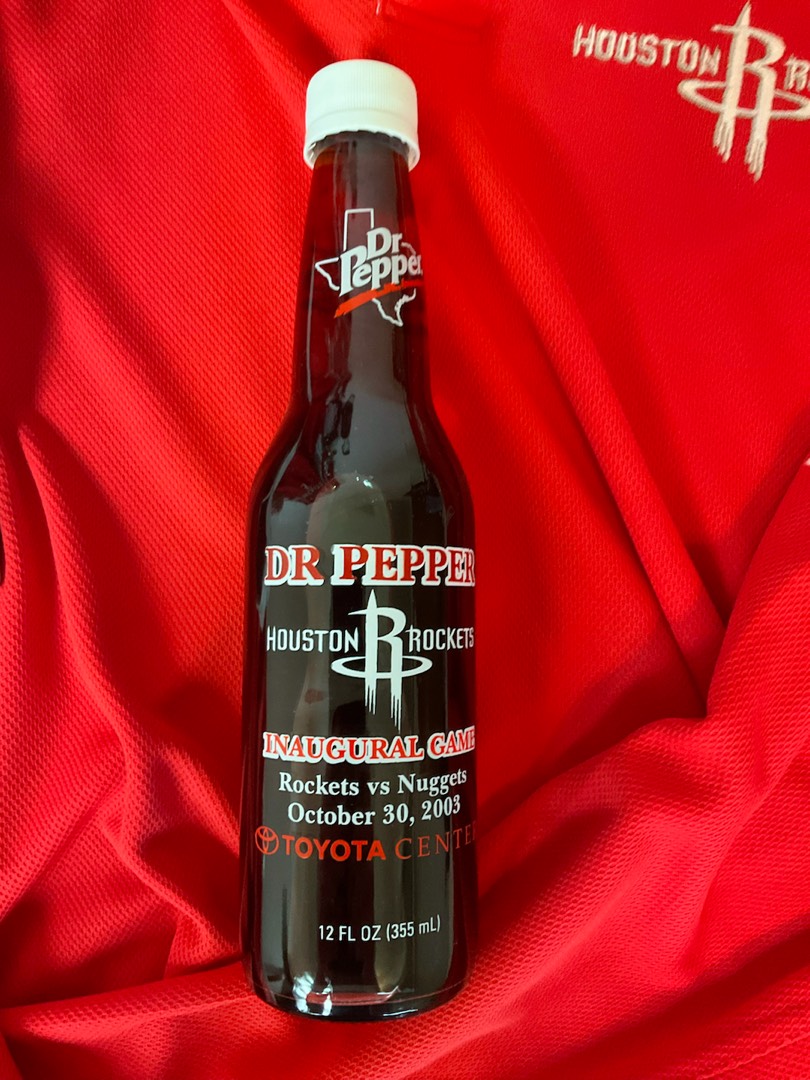 HOUSTON R
Dr
Pepper
DR PEPPER
HOUSTON R ROCKETS
INAUGURAL GAME
Rockets vs Nuggets
October 30, 2003
TOYOTA CENTE
12 FL OZ (355 mL)